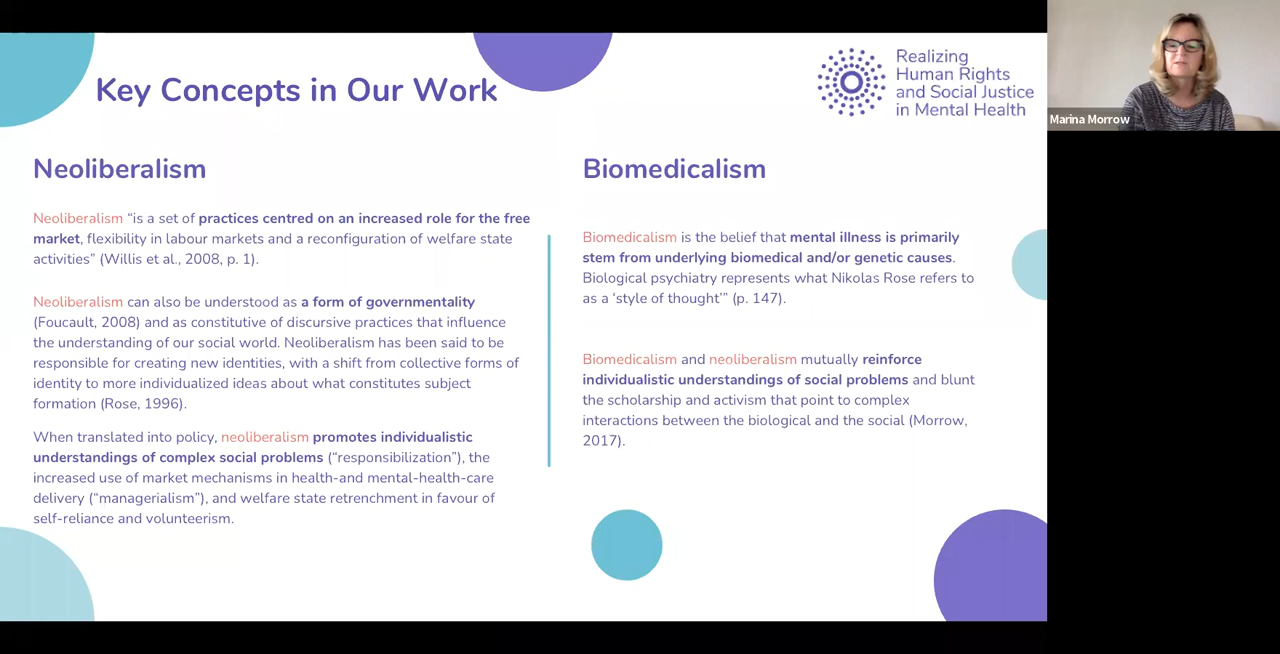 Key Concepts in Our Work
Realizing
Human Rights
and Social Justice
in Mental Health
Marina Morrow
Neoliberalism
Neoliberalism “is a set of practices centred on an increased role for the free
market, flexibility in labour markets and a reconfiguration of welfare state
activities” (Willis et al., 2008, p. 1).
Neoliberalism can also be understood as a form of governmentality
(Foucault, 2008) and as constitutive of discursive practices that influence
the understanding of our social world. Neoliberalism has been said to be
responsible for creating new identities, with a shift from collective forms of
identity to more individualized ideas about what constitutes subject
formation (Rose, 1996).
When translated into policy, neoliberalism promotes individualistic
understandings of complex social problems (“responsibilization”), the
increased use of market mechanisms in health-and mental-health-care
delivery (“managerialism”), and welfare state retrenchment in favour of
self-reliance and volunteerism.
Biomedicalism
Biomedicalism is the belief that mental illness is primarily
stem from underlying biomedical and/or genetic causes.
Biological psychiatry represents what Nikolas Rose refers to
as a ‘style of thought’” (p. 147).
Biomedicalism and neoliberalism mutually reinforce
individualistic understandings of social problems and blunt
the scholarship and activism that point to complex
interactions between the biological and the social (Morrow,
2017).